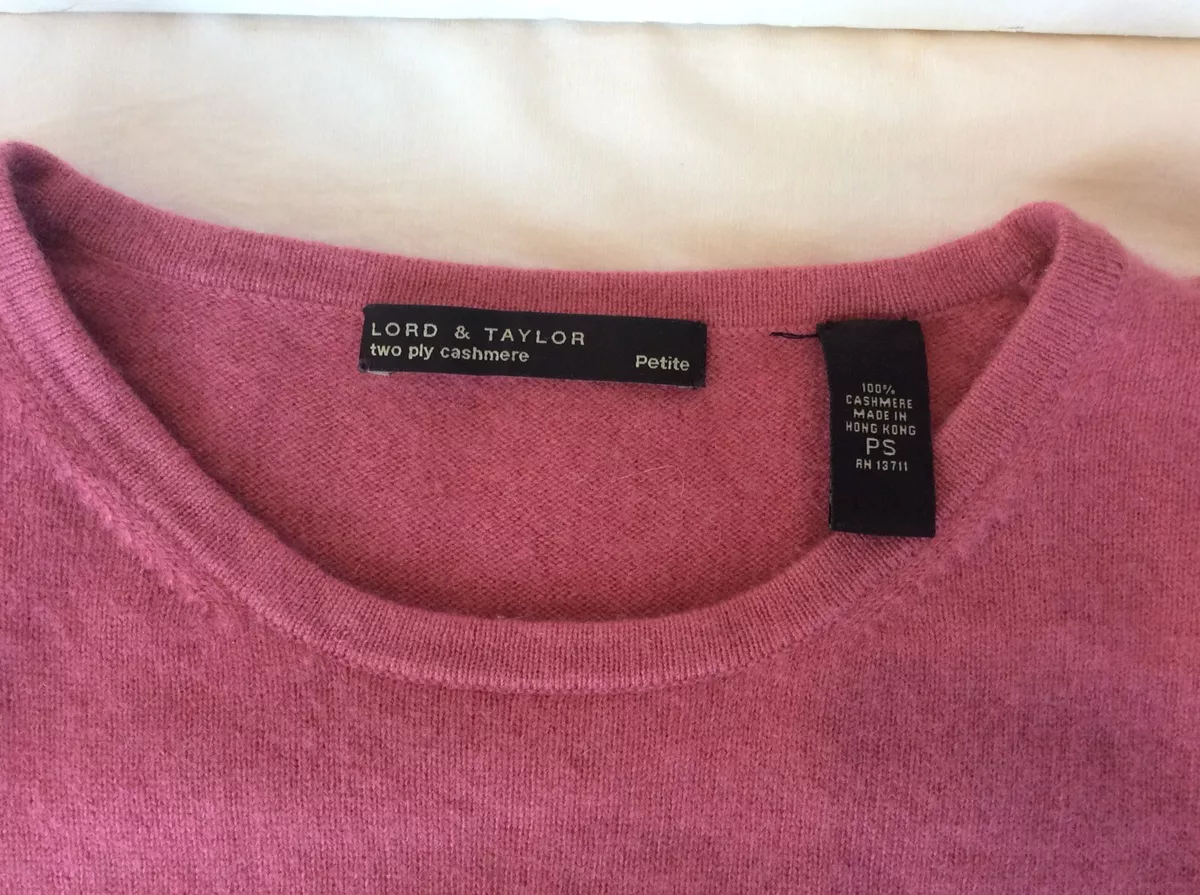 LORD & TAYLOR
two ply cashmere
Petite
100%
CASHMERE
MADE IN
HONG KONG
PS
RN 13711